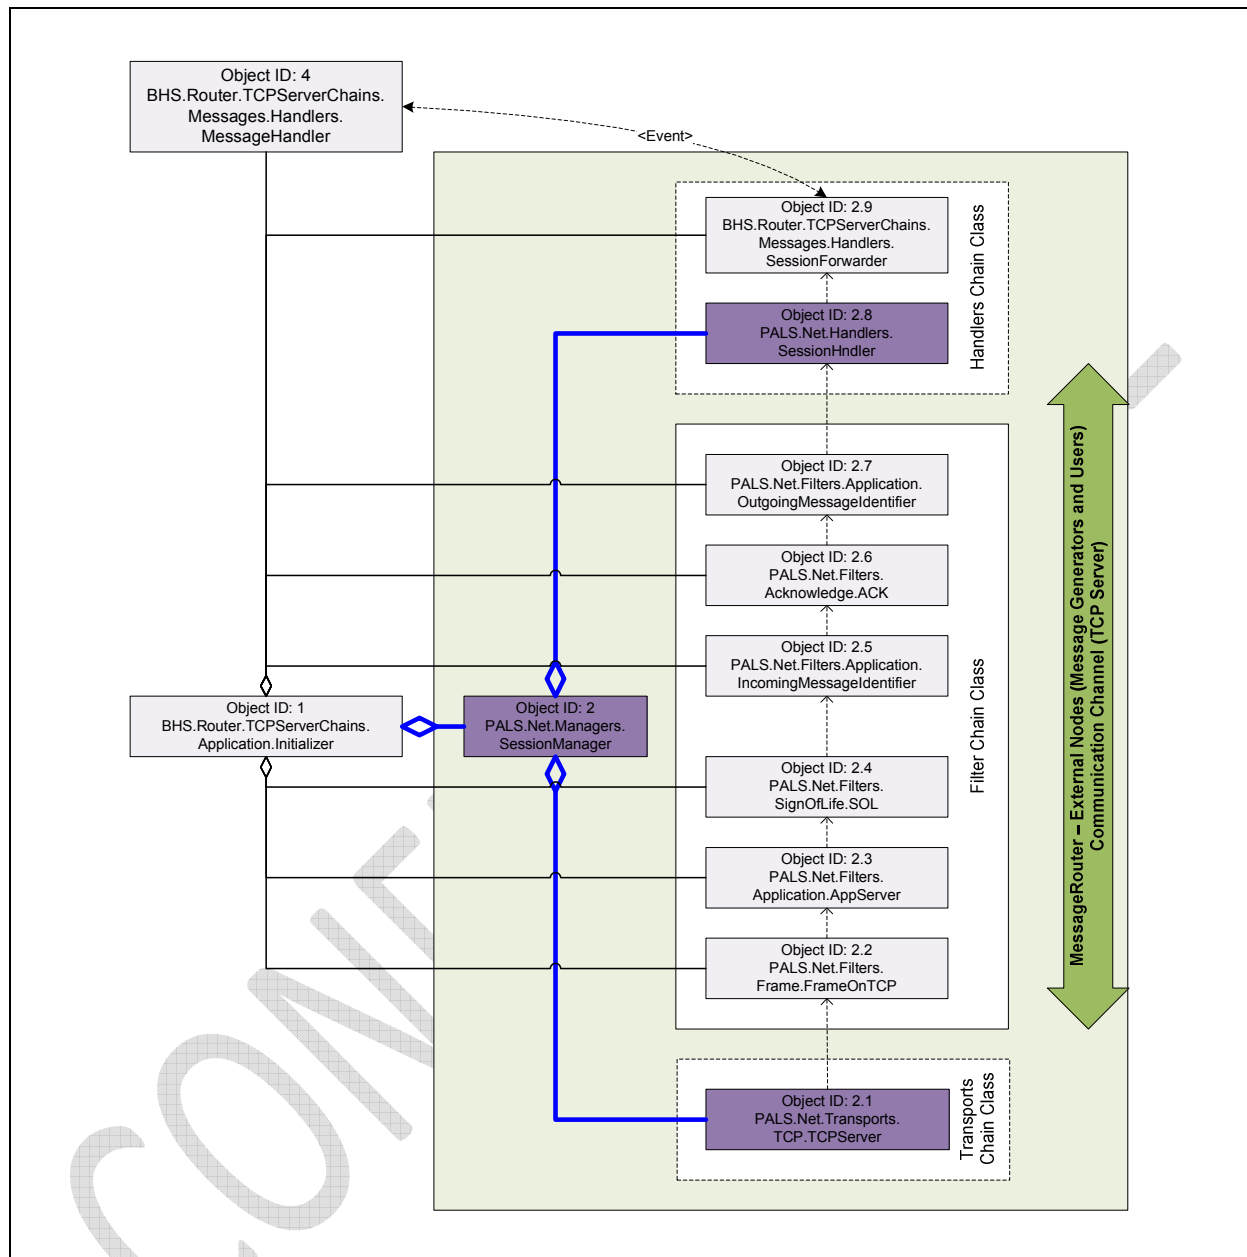 Object ID: 4
BHS.Router.TCPServerChains.
Messages.Handlers.
MessageHandler
<Event>
Object ID: 2.9
BHS.Router.TCPServerChains.
Messages.Handlers.
SessionForwarder
Object ID: 2.8
PALS.Net.Handlers.
SessionHndler
Handlers Chain Class
Object ID: 2.7
PALS.Net.Filters.Application.
OutgoingMessageIdentifier
Object ID: 2.6
PALS.Net.Filters.
Acknowledge.ACK
Object ID: 2.5
PALS.Net.Filters.Application.
IncomingMessageIdentifier
Object ID: 1
BHS.Router.TCPServerChains.
Application.Initializer
Object ID: 2
PALS.Net.Managers.
SessionManager
Object ID: 2.4
PALS.Net.Filters.
SignOfLife.SOL
Object ID: 2.3
PALS.Net.Filters.
Application.AppServer
Object ID: 2.2
PALS.Net.Filters.
Frame.FrameOnTCP
Filter Chain Class
MessageRouter – External Nodes (Message Generators and Users)
Communication Channel (TCP Server)
Object ID: 2.1
PALS.Net.Transports.
TCP.TCPServer
Transports
Chain Class